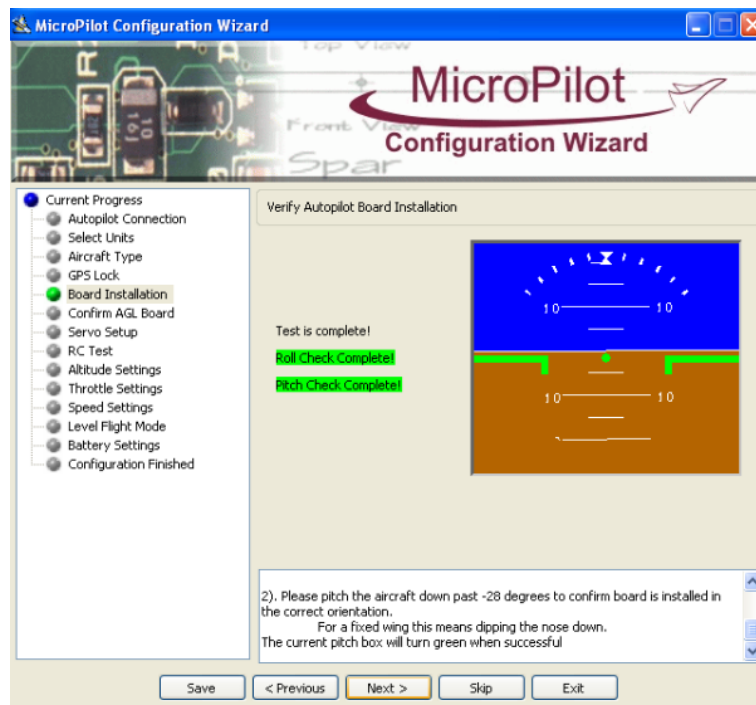 MicroPilot Configuration Wizard
Top View
MicroPilot
Front View
Configuration Wizard
Spar
Current Progress
Autopilot Connection
Select Units
Aircraft Type
GPS Lock
Board Installation
Confirm AGL Board
Servo Setup
RC Test
Altitude Settings
Throttle Settings
Speed Settings
Level Flight Mode
Battery Settings
Configuration Finished
Verify Autopilot Board Installation
Test is complete!
Roll Check Complete!
Pitch Check Complete!
10 10
10 10
2). Please pitch the aircraft down past -28 degrees to confirm board is installed in
the correct orientation.
For a fixed wing this means dipping the nose down.
The current pitch box will turn green when successful
Save < Previous Next > Skip Exit